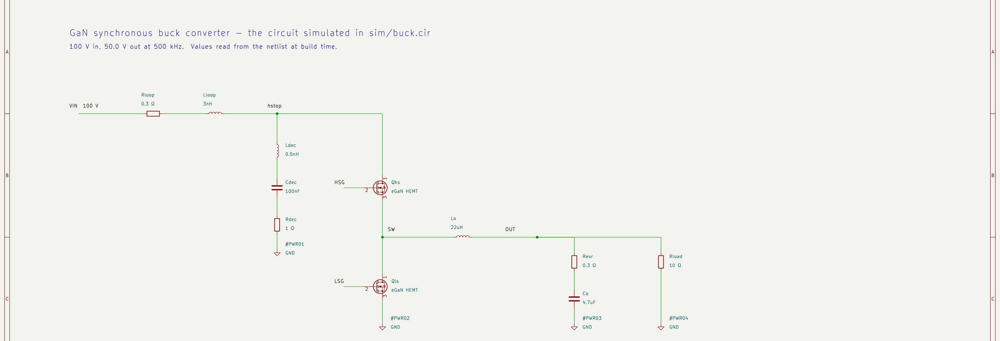 GaN synchronous buck converter – the circuit simulated in sim/buck.cir
100 V in, 50.0 V out at 500 kHz. Values read from the netlist at build time.
A
A
Rloop
0.3 Ω
Lloop
3nH
VIN 100 V
hstop
Ldec
0.5nH
B
B
Cdec
100nF
HSG
2
1
3
Qhs
eGaN HEMT
Rdec
1 Ω
#PWR01
GND
SW
Lo
22uH
OUT
Resr
0.3 Ω
Rload
10 Ω
LSG
2
1
3
Qls
eGaN HEMT
C
C
Co
4.7uF
#PWR02
GND
#PWR03
GND
#PWR04
GND